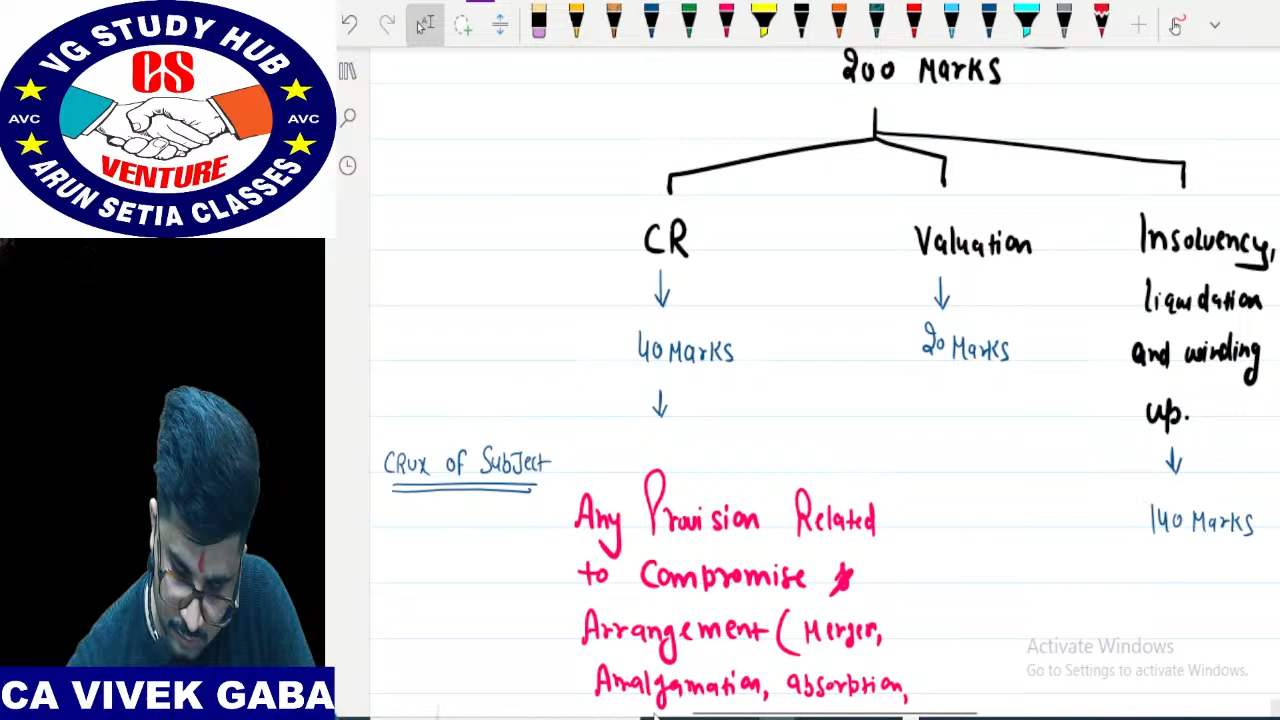 VG STUDY HUB
CS
AVC
AVC
VENTURE
ARUN SETIA CLASSES
200 Marks
CR
Valuation
Insolvency,
liquidation
and winding
up.
40 Marks
20 Marks
140 Marks
CRux of SubJect
Any Provision Related
to Compromise &
Arrangement (Merger,
Amalgamation, absorbtion,
Activate Windows
Go to Settings to activate Windows.
CA VIVEK GABA